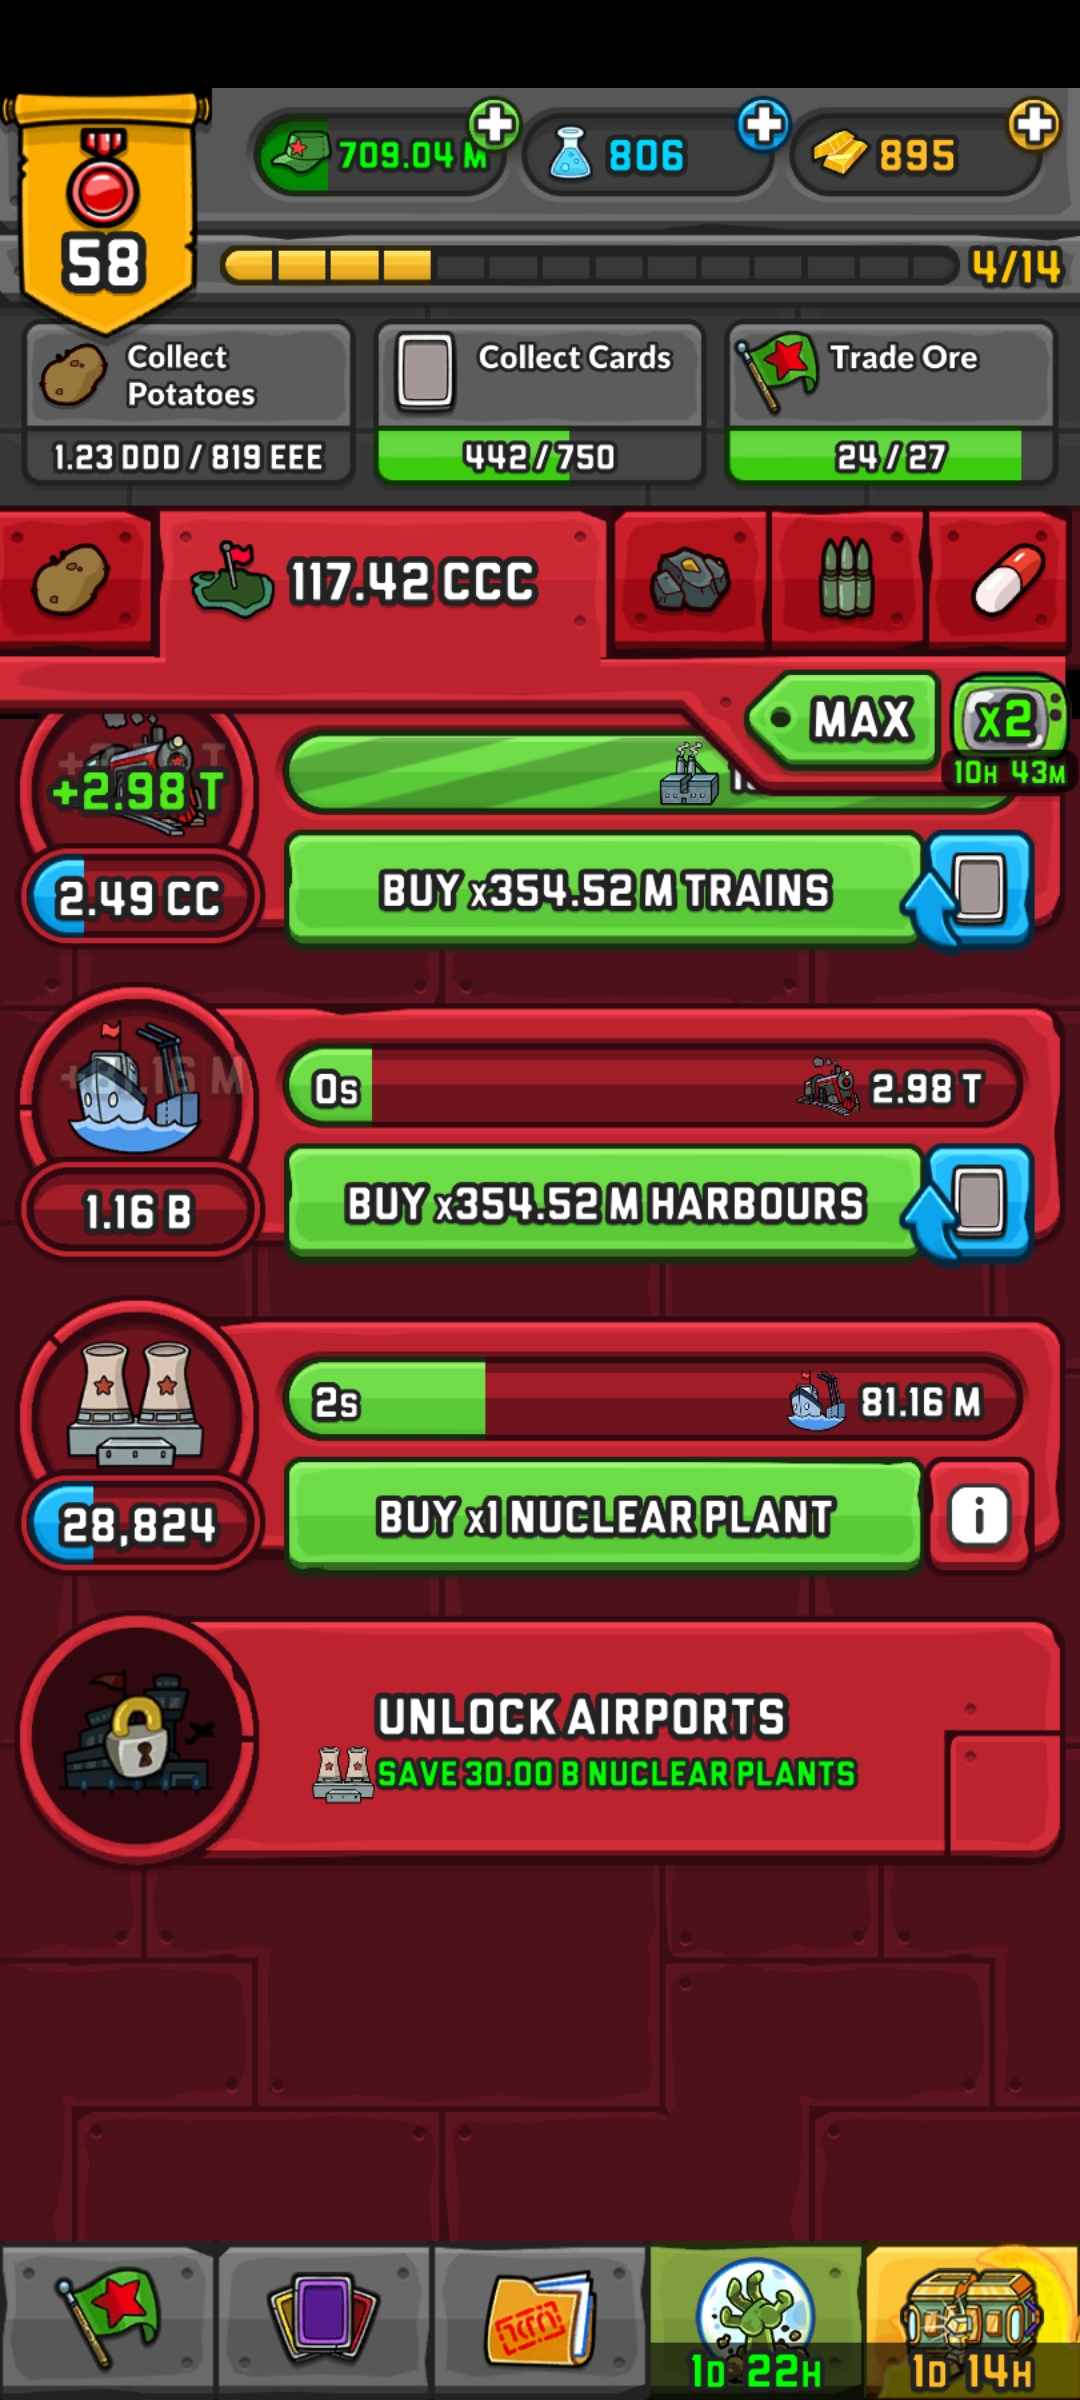 709.04 M
806
895
58
4/14
Collect
Potatoes
1.23 DDD / 819 EEE
Collect Cards
442/750
Trade Ore
24/27
117.42 CCC
MAX
x2
10H 43M
+2.98 T
2.49 CC
BUY x354.52 M TRAINS
0s
2.98 T
1.16 B
BUY x354.52 M HARBOURS
2s
81.16 M
28,824
BUY x1 NUCLEAR PLANT
i
UNLOCK AIRPORTS
SAVE 30.00 B NUCLEAR PLANTS
1D 22H
1D 14H